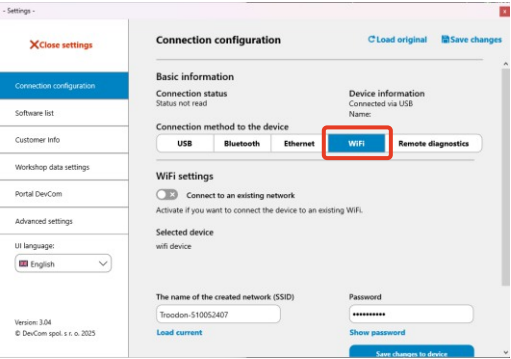 - Settings -
Close settings
Connection configuration
Load original
Save changes
Connection configuration
Software list
Customer Info
Workshop data settings
Portal DevCom
Advanced settings
UI language:
English
Version: 3.04
© DevCom spol. s r. o. 2025
Basic information
Connection status
Status not read
Device information
Connected via USB
Name:
Connection method to the device
USB
Bluetooth
Ethernet
WiFi
Remote diagnostics
WiFi settings
Connect to an existing network
Activate if you want to connect the device to an existing WiFi.
Selected device
wifi device
The name of the created network (SSID)
Troodon-S10052407
Load current
Password
••••••••••
Show password
Save changes to device